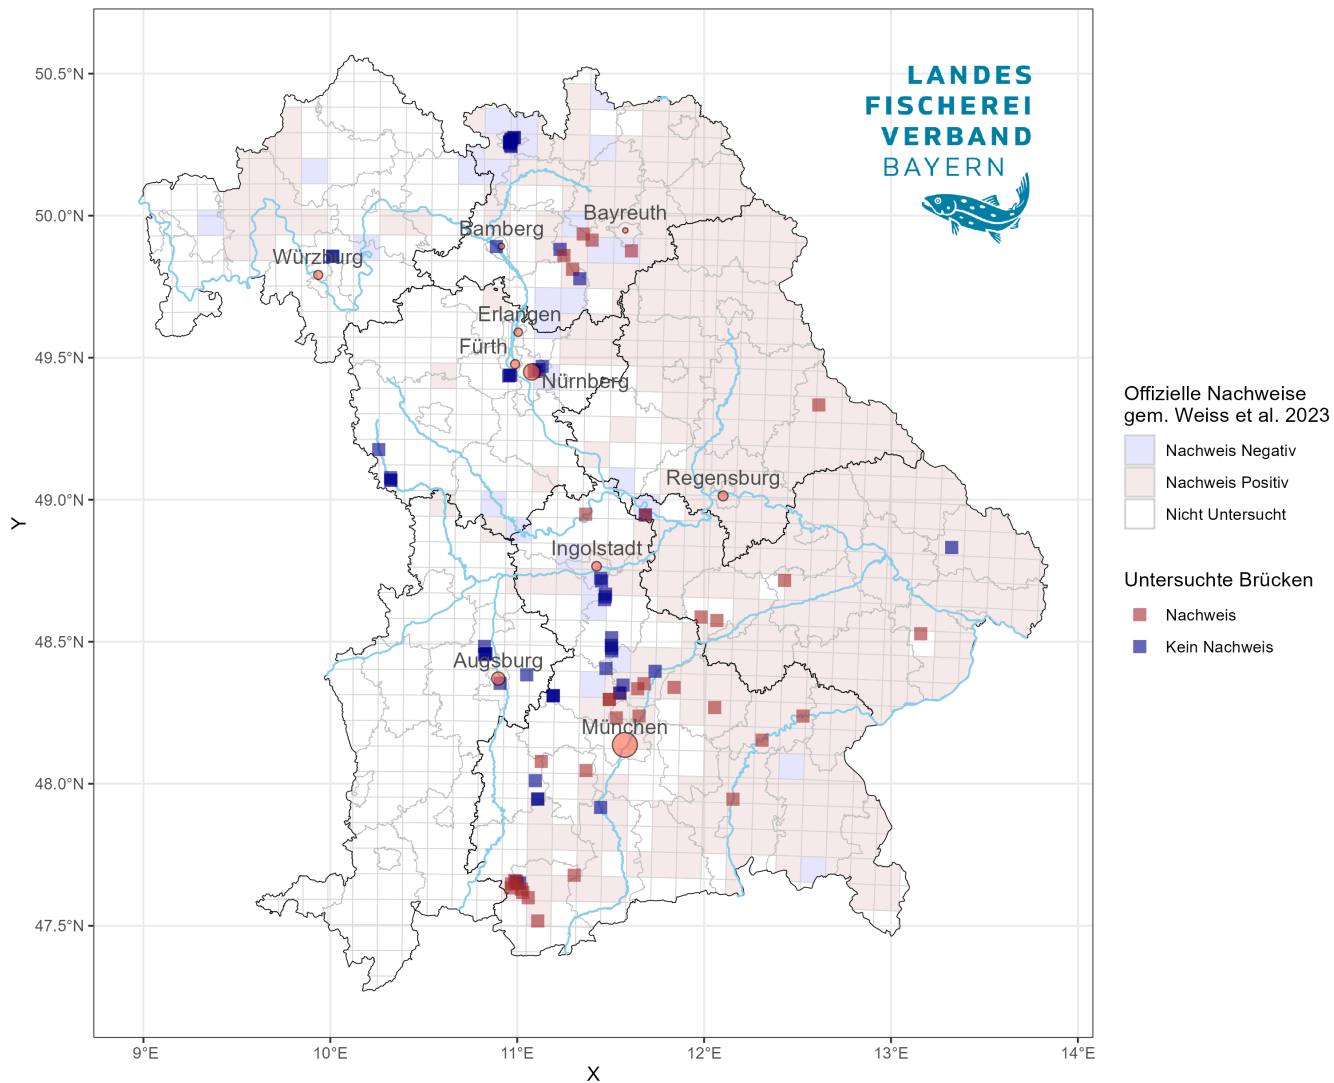 LANDES
FISCHEREI
VERBAND
BAYERN
50.5°N
50.0°N
49.5°N
49.0°N
48.5°N
48.0°N
47.5°N
Y
9°E
10°E
11°E
12°E
13°E
14°E
X
Bayreuth
Bamberg
Würzburg
Erlangen
Fürth
Nürnberg
Regensburg
Ingolstadt
Augsburg
München
Offizielle Nachweise
gem. Weiss et al. 2023
Nachweis Negativ
Nachweis Positiv
Nicht Untersucht
Untersuchte Brücken
Nachweis
Kein Nachweis